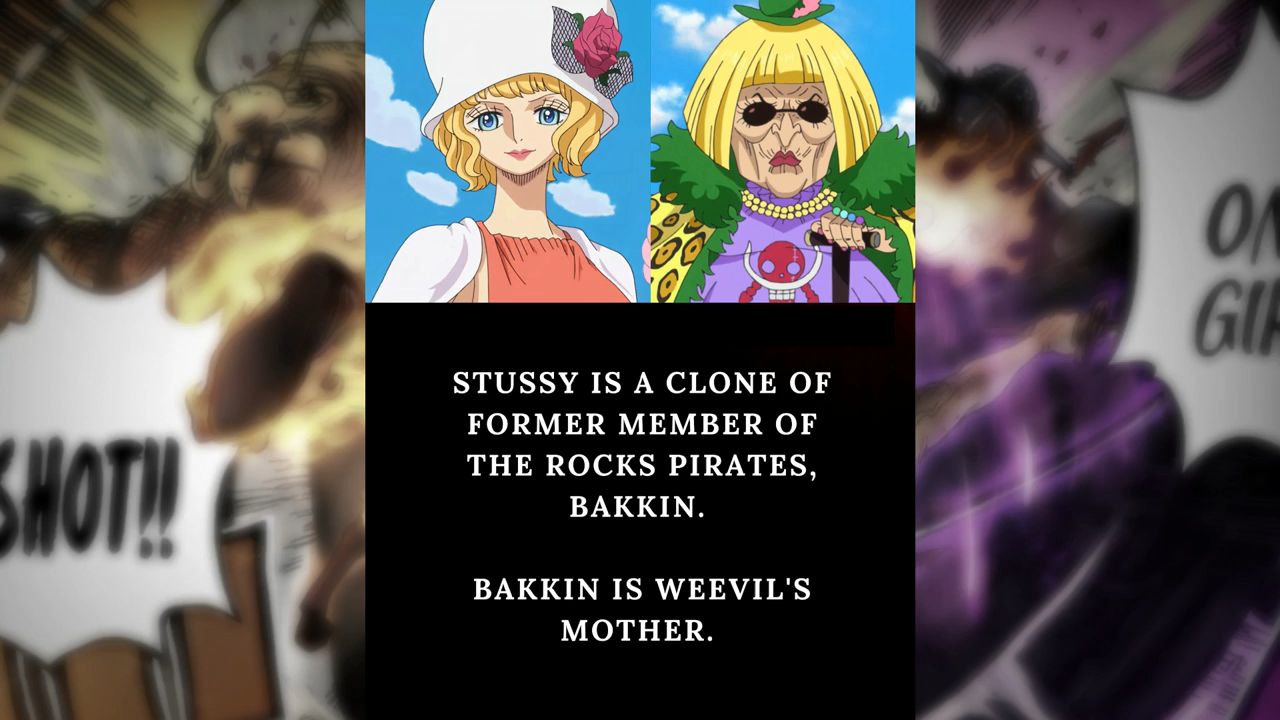 STUSSY IS A CLONE OF
FORMER MEMBER OF
THE ROCKS PIRATES,
BAKKIN.
BAKKIN IS WEEVIL'S
MOTHER.
SHOT!!